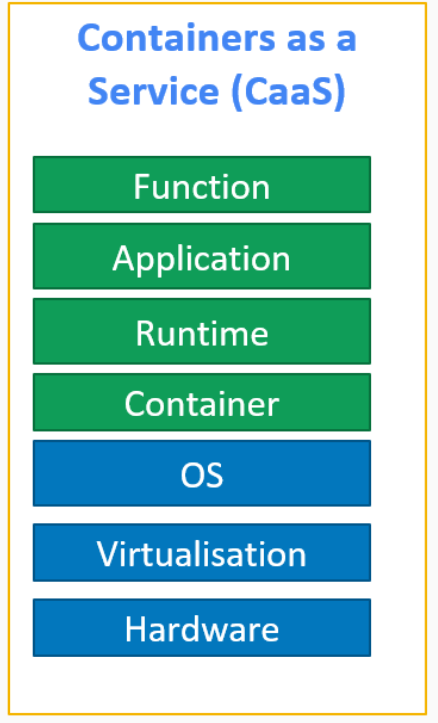 Containers as a
Service (CaaS)
Function
Application
Runtime
Container
OS
Virtualisation
Hardware